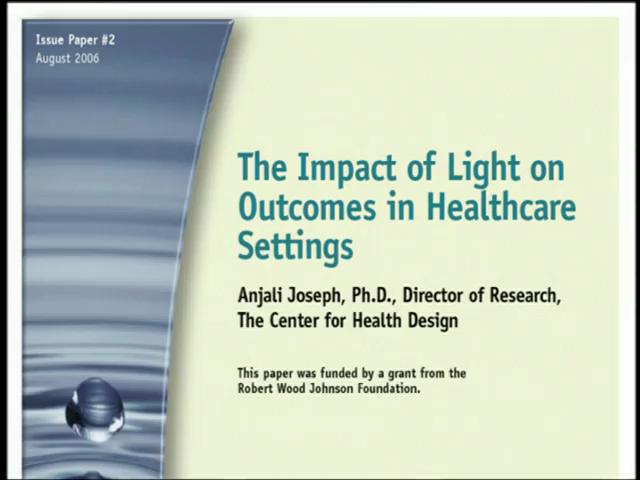 Issue Paper #2
August 2006
The Impact of Light on
Outcomes in Healthcare
Settings
Anjali Joseph, Ph.D., Director of Research,
The Center for Health Design
This paper was funded by a grant from the
Robert Wood Johnson Foundation.